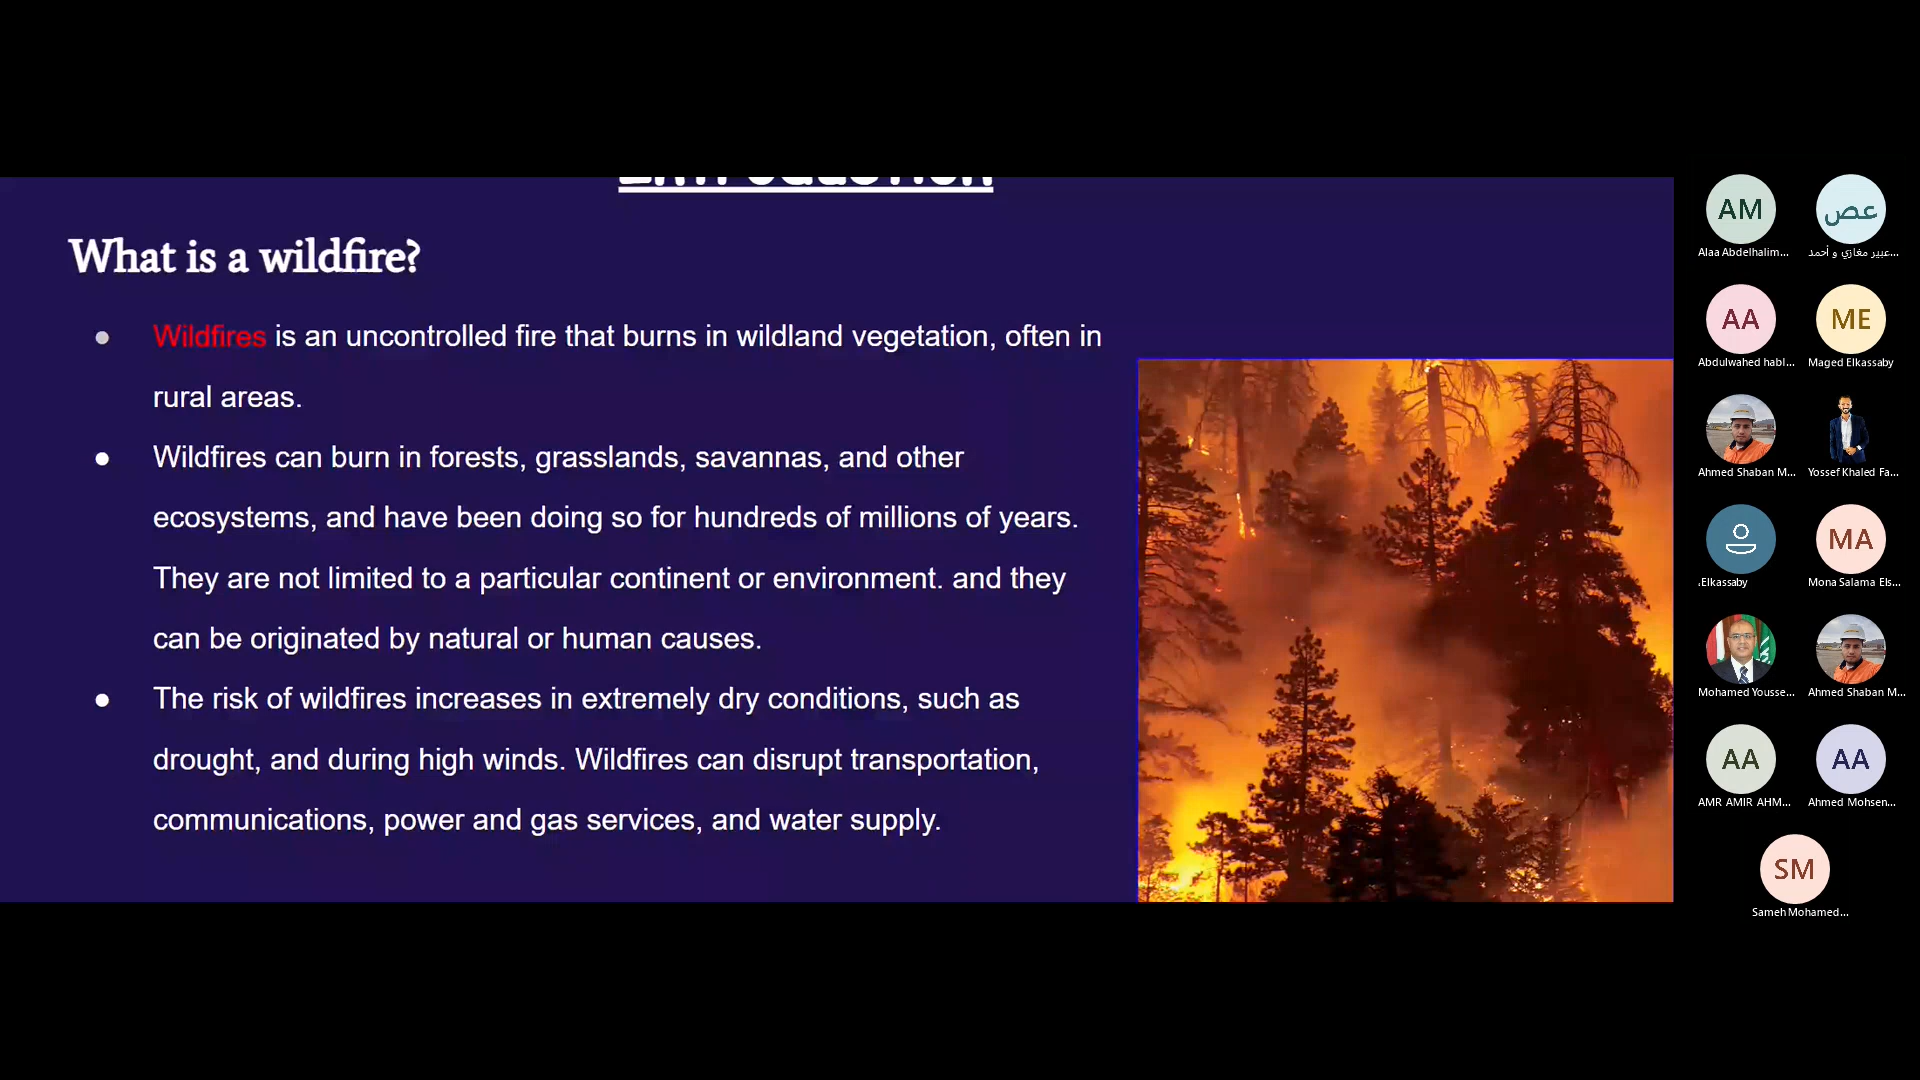 What is a wildfire?
● Wildfires is an uncontrolled fire that burns in wildland vegetation, often in
rural areas.
● Wildfires can burn in forests, grasslands, savannas, and other
ecosystems, and have been doing so for hundreds of millions of years.
They are not limited to a particular continent or environment. and they
can be originated by natural or human causes.
● The risk of wildfires increases in extremely dry conditions, such as
drought, and during high winds. Wildfires can disrupt transportation,
communications, power and gas services, and water supply.
AM
Alaa Abdelhalim...
عص
عبير مغازي و أحمد...
AA
Abdulwahed habl...
ME
Maged Elkassaby
Ahmed Shaban M...
Yossef Khaled Fa...
.Elkassaby
MA
Mona Salama Els...
Mohamed Yousse...
Ahmed Shaban M...
AA
AMR AMIR AHM...
AA
Ahmed Mohsen...
SM
Sameh Mohamed...